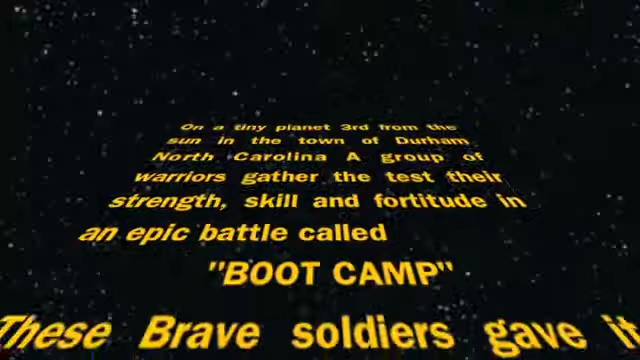 On a tiny planet 3rd from the
sun in the town of Durham
North Carolina A group of
warriors gather the test their
strength, skill and fortitude in
an epic battle called
"BOOT CAMP"
These Brave soldiers gave it